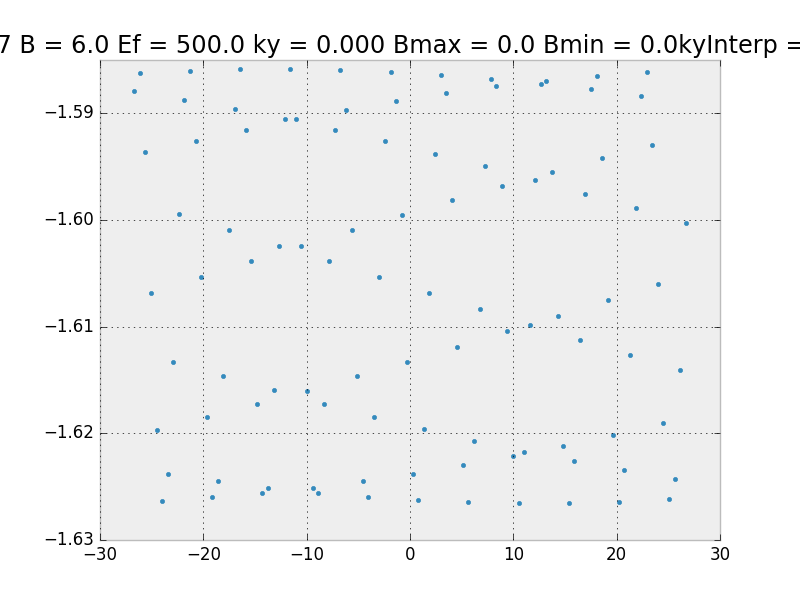 7 B = 6.0 Ef = 500.0 ky = 0.000 Bmax = 0.0 Bmin = 0.0kyInterp =
−1.59
−1.60
−1.61
−1.62
−1.63
−30 −20 −10 0 10 20 30